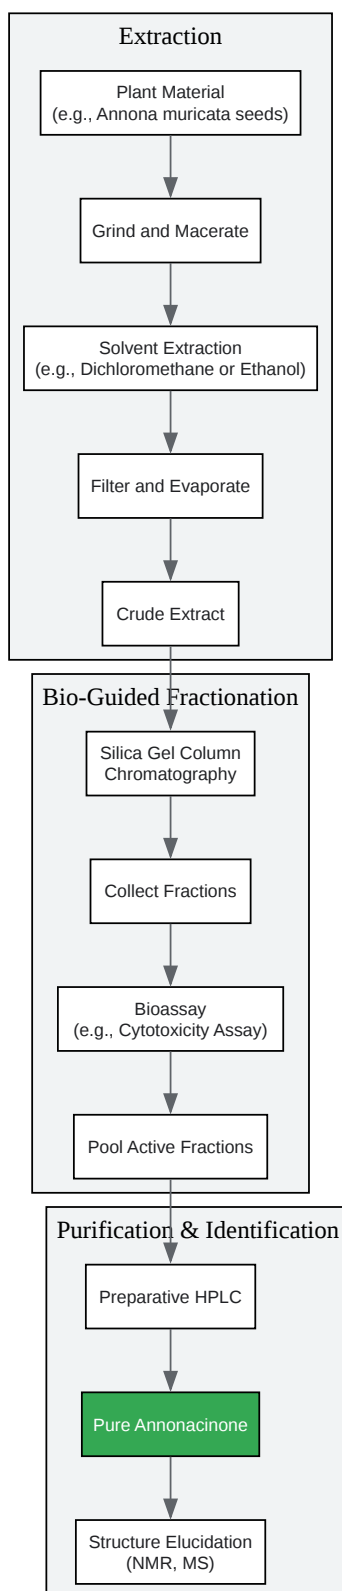 Extraction
Plant Material
(e.g., Annona muricata seeds)
Grind and Macerate
Solvent Extraction
(e.g., Dichloromethane or Ethanol)
Filter and Evaporate
Crude Extract
Bio-Guided Fractionation
Silica Gel Column
Chromatography
Collect Fractions
Bioassay
(e.g., Cytotoxicity Assay)
Pool Active Fractions
Purification & Identification
Preparative HPLC
Pure Annonacinone
Structure Elucidation
(NMR, MS)